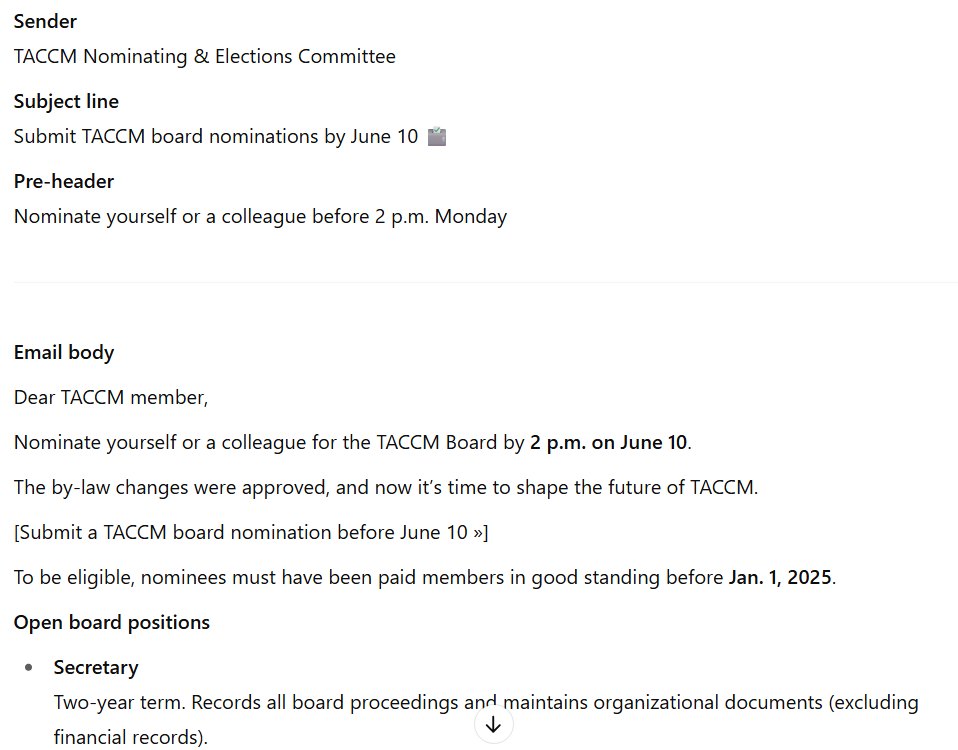 Sender
TACCM Nominating & Elections Committee
Subject line
Submit TACCM board nominations by June 10
Pre-header
Nominate yourself or a colleague before 2 p.m. Monday
Email body
Dear TACCM member,
Nominate yourself or a colleague for the TACCM Board by 2 p.m. on June 10.
The by-law changes were approved, and now it’s time to shape the future of TACCM.
[Submit a TACCM board nomination before June 10 »]
To be eligible, nominees must have been paid members in good standing before Jan. 1, 2025.
Open board positions
• Secretary
Two-year term. Records all board proceedings and maintains organizational documents (excluding
financial records).